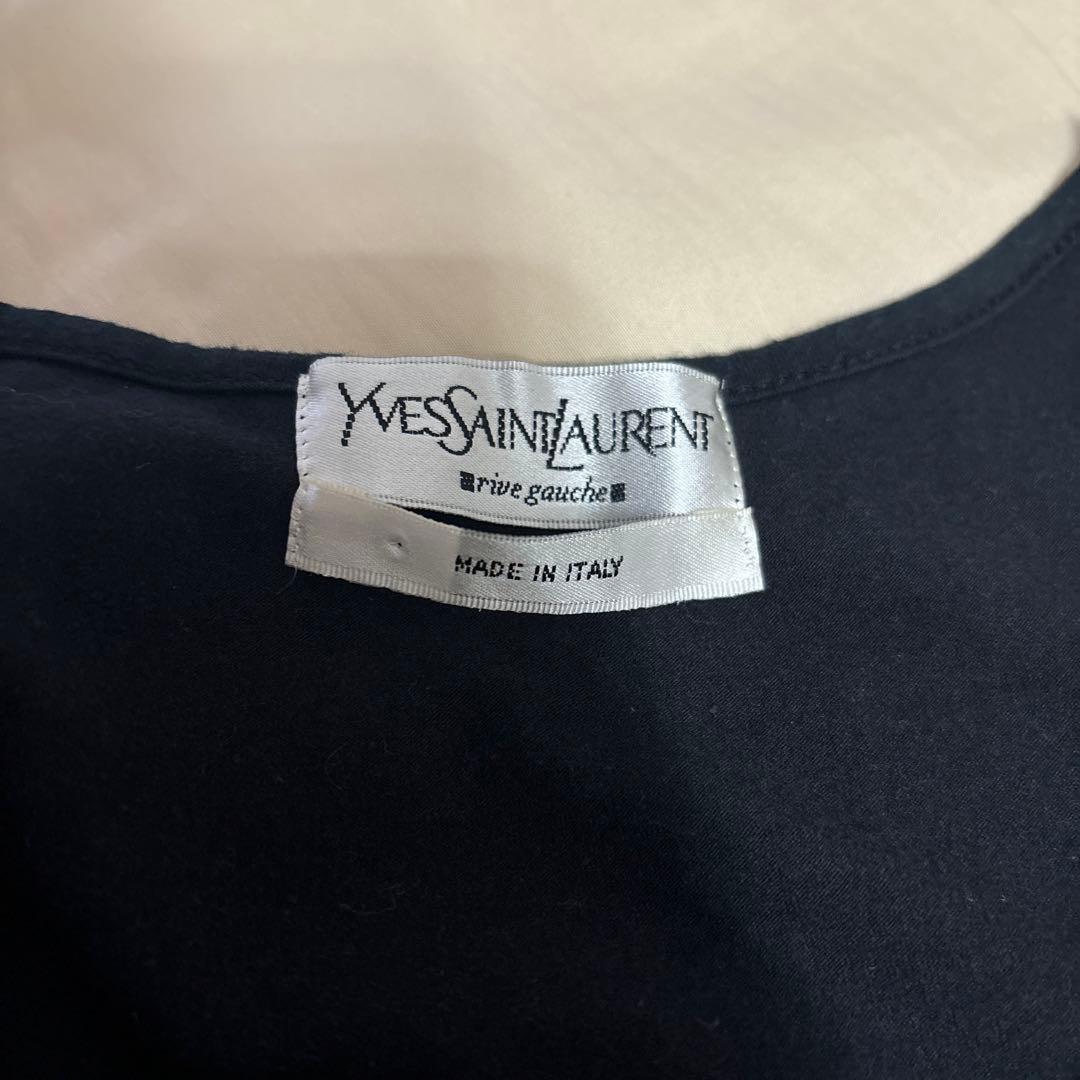 YVESSAINTLAURENT
rive gauche
MADE IN ITALY